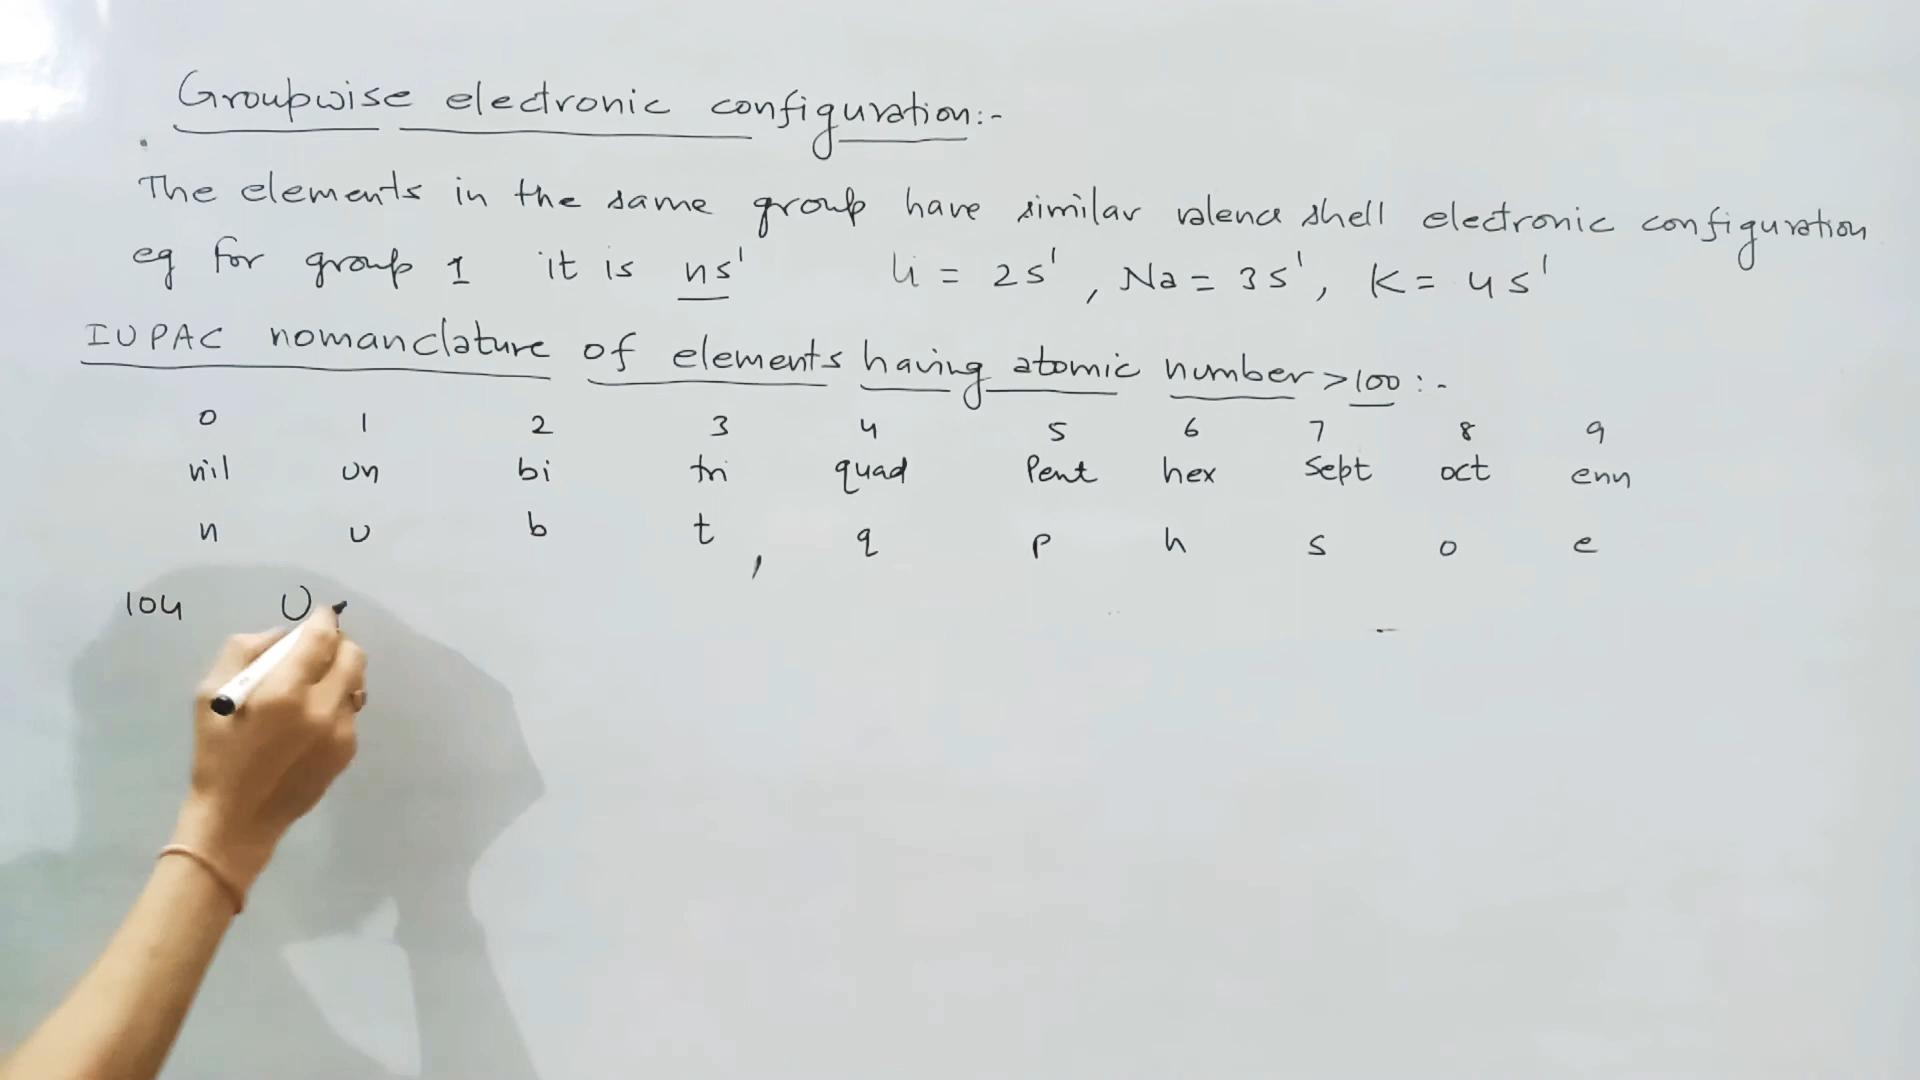 Groupwise electronic configuration:-
The elements in the same group have similar valence shell electronic configuration
eg for group 1 it is ns¹ Li = 2s¹, Na = 3s¹, K = 4s¹
IUPAC nomanclature of elements having atomic number > 100 :-
0 1 2 3 4 5 6 7 8 9
nil un bi tri quad Pent hex Sept oct enn
n u b t , q p h s o e
104 U